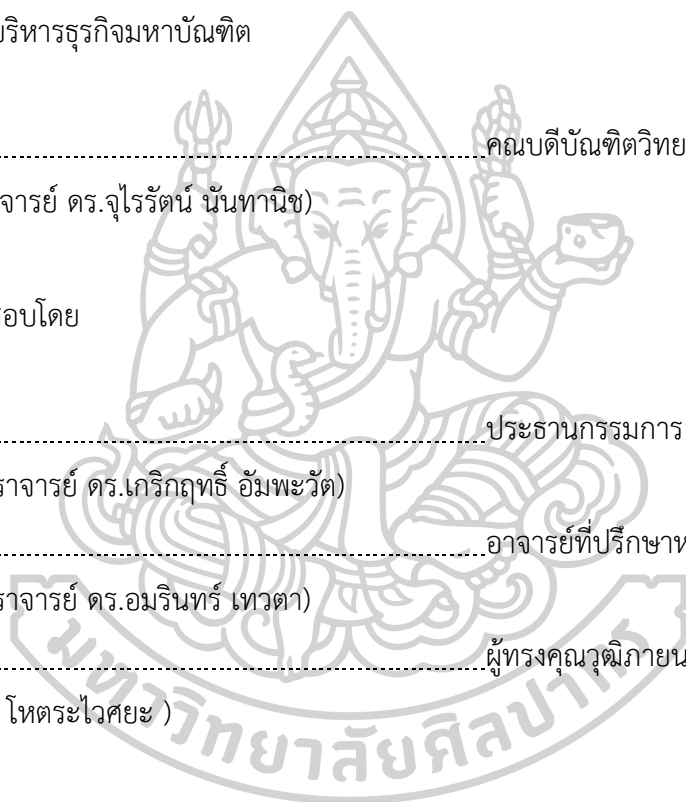 บริหารธุรกิจมหาบัณฑิต
คณบดีบัณฑิตวิทย
จารย์ ดร.จุไรรัตน์ นันทานิช)
สอบโดย
ประธานกรรมการ
ราจารย์ ดร.เกริกฤทธิ์ อัมพะวัต)
อาจารย์ที่ปรึกษาห
ราจารย์ ดร.อมรินทร์ เทวตา)
ผู้ทรงคุณวุฒิภายน
โหตระไวศยะ )
มหาวิทยาลัยศิลปากร